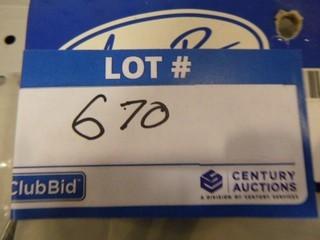 LOT #
670
ClubBid
CENTURY
AUCTIONS
A DIVISION OF CENTURY SERVICES